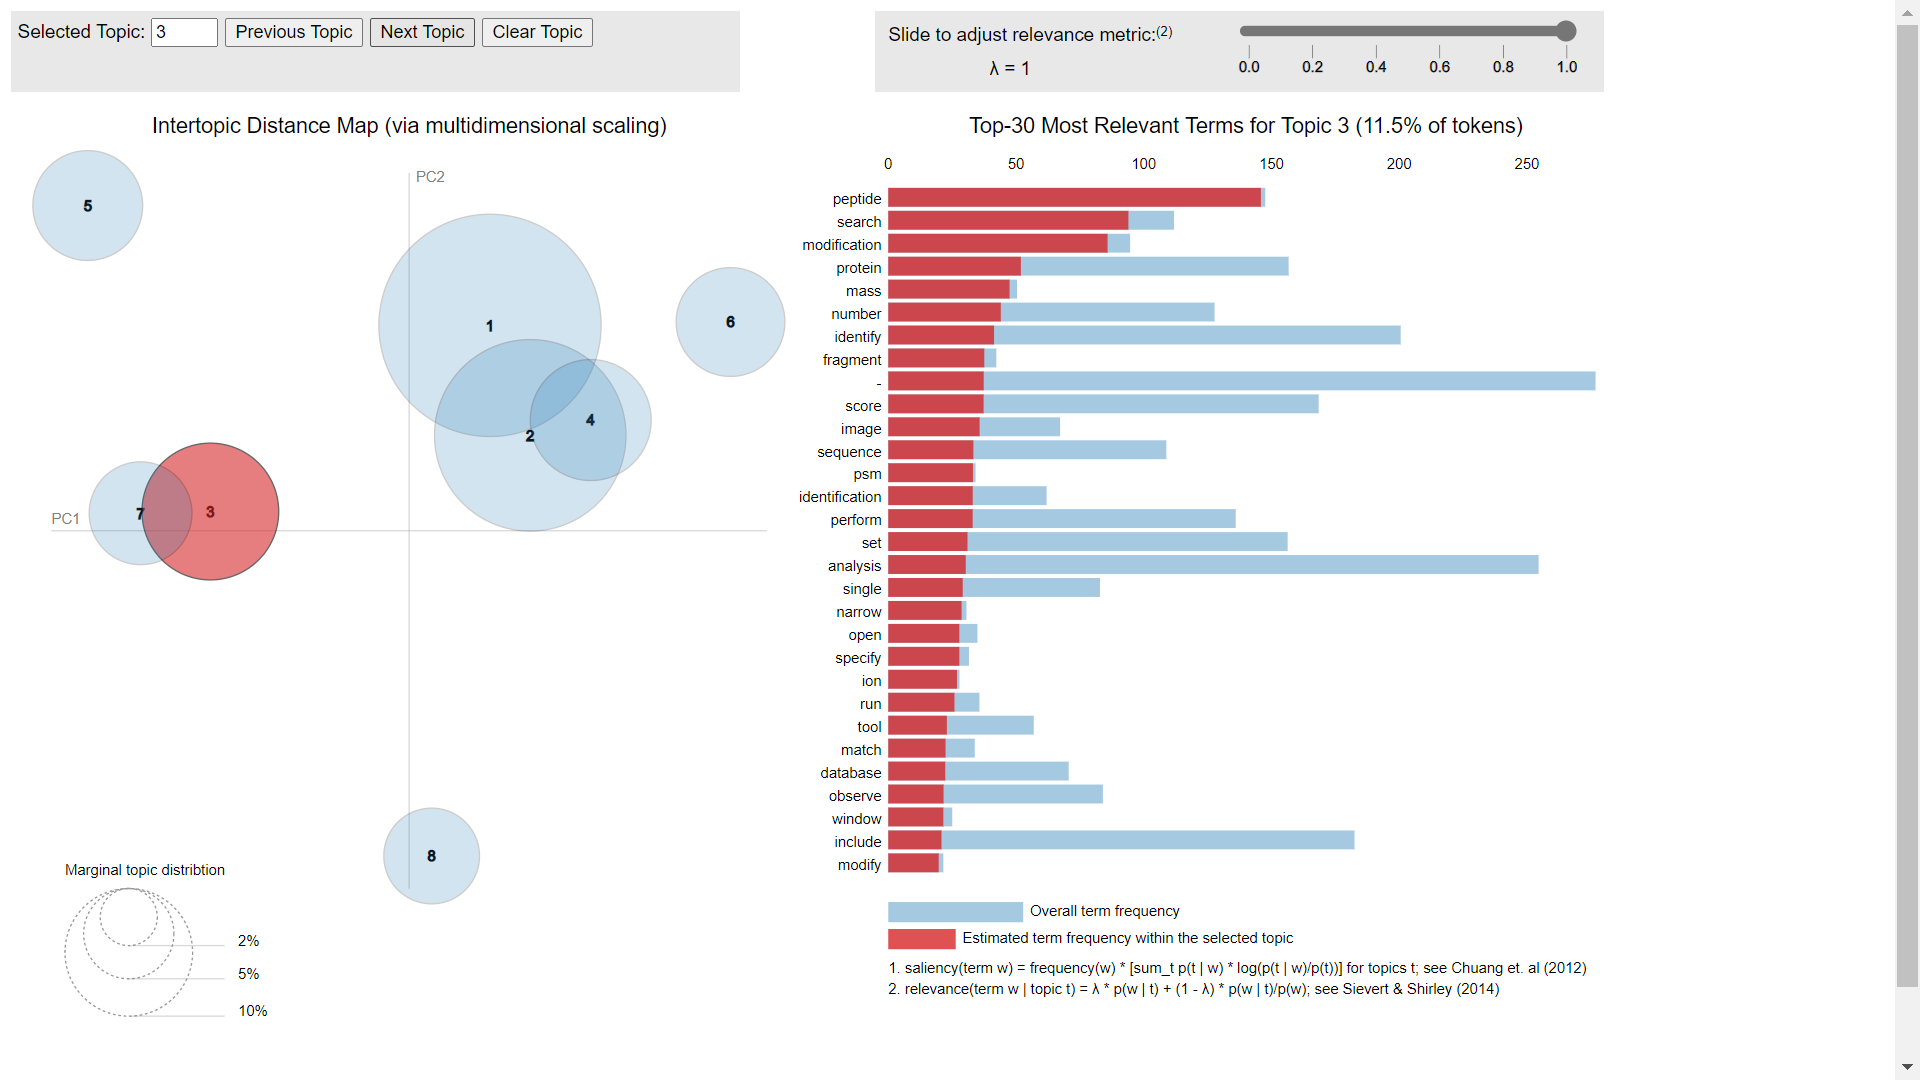 Selected Topic: 3 Previous Topic Next Topic Clear Topic
Slide to adjust relevance metric:(2)
λ = 1
0.0 0.2 0.4 0.6 0.8 1.0
Intertopic Distance Map (via multidimensional scaling)
PC2
PC1
5
1
6
4
2
7
3
8
Marginal topic distribtion
2%
5%
10%
Top-30 Most Relevant Terms for Topic 3 (11.5% of tokens)
0 50 100 150 200 250
peptide
search
modification
protein
mass
number
identify
fragment
-
score
image
sequence
psm
identification
perform
set
analysis
single
narrow
open
specify
ion
run
tool
match
database
observe
window
include
modify
Overall term frequency
Estimated term frequency within the selected topic
1. saliency(term w) = frequency(w) * [sum_t p(t | w) * log(p(t | w)/p(t))] for topics t; see Chuang et. al (2012)
2. relevance(term w | topic t) = λ * p(w | t) + (1 - λ) * p(w | t)/p(w); see Sievert & Shirley (2014)